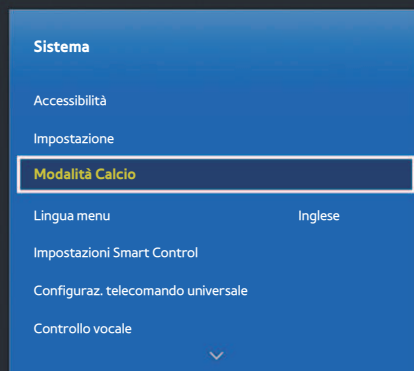 Sistema
Accessibilità
Impostazione
Modalità Calcio
Lingua menu Inglese
Impostazioni Smart Control
Configuraz. telecomando universale
Controllo vocale